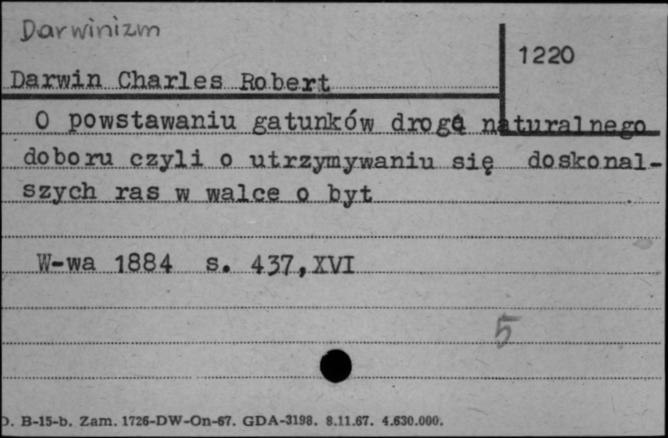 Darwinizm
1220
Darwin Charles Robert
O powstawaniu gatunków drogą naturalnego
doboru czyli o utrzymywaniu się doskonal-
szych ras w walce o byt
W-wa 1884 s. 437,XVI
5
. B-15-b. Zam. 1726-DW-On-67. GDA-3198. 8.11.67. 4.630.000.